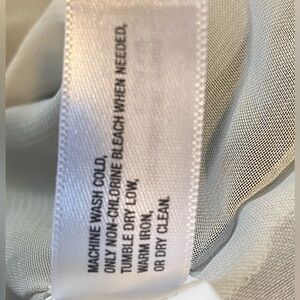 MACHINE WASH COLD,
ONLY NON-CHLORINE BLEACH WHEN NEEDED,
TUMBLE DRY LOW,
WARM IRON,
OR DRY CLEAN.